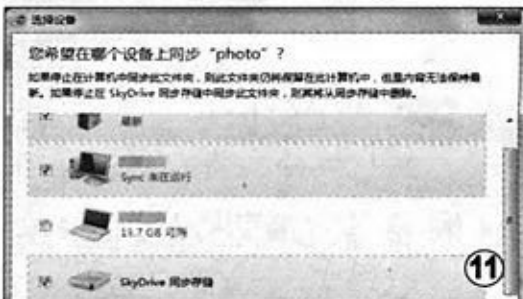 选择设备
您希望在哪个设备上同步“photo”?
如果停止在计算机中同步此文件夹,则此文件夹仍将保留在此计算机中,但是内容无法保持最
新。如果停止在 SkyDrive 同步存储中同步此文件夹,则其将从同步存储中删除。
最新
Sync 未在运行
13.7 GB 可用
SkyDrive 同步存储
11